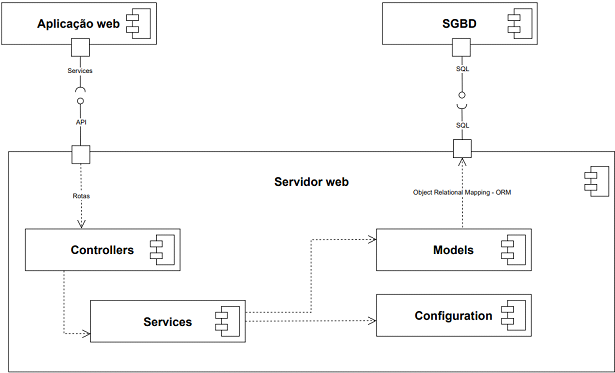 Aplicação web
SGBD
Services
SQL
API
SQL
Servidor web
Rotas
Object Relational Mapping - ORM
Controllers
Models
Services
Configuration